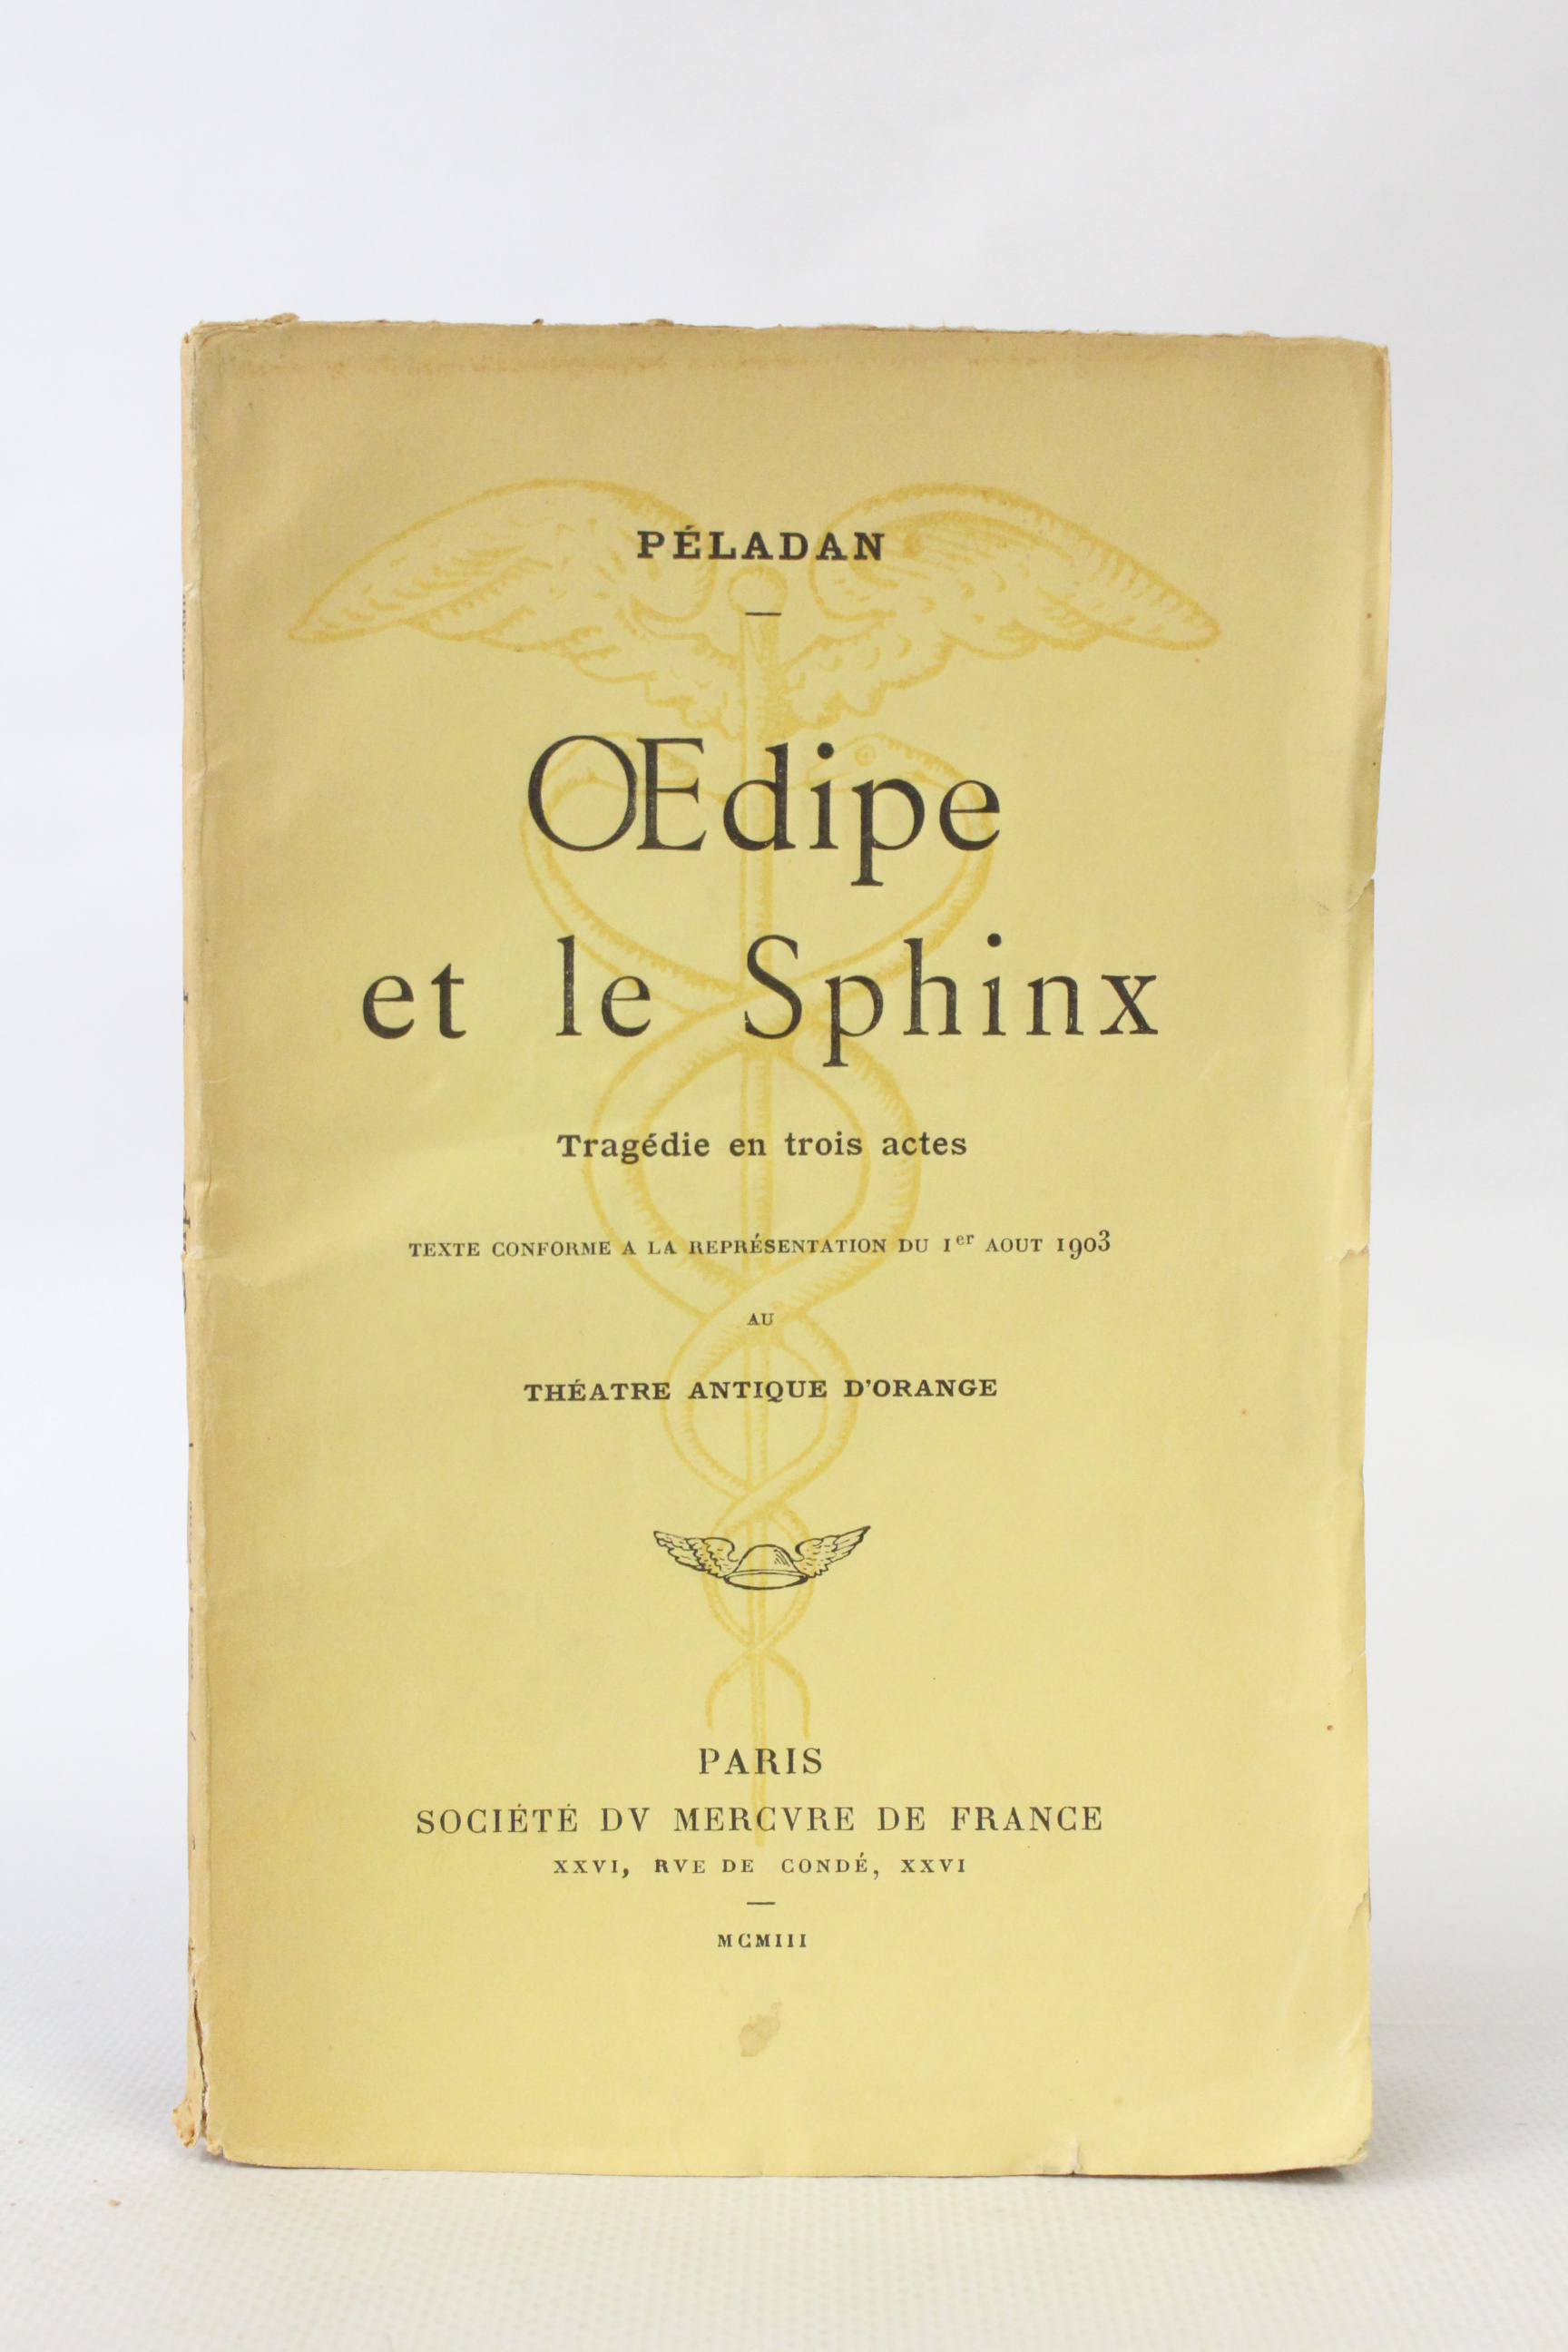 PÉLADAN
ŒEdipe
et le Sphinx
Tragédie en trois actes
TEXTE CONFORME A LA REPRÉSENTATION DU 1er AOUT 1903
AU
THÉATRE ANTIQUE D'ORANGE
PARIS
SOCIÉTÉ DV MERCVRE DE FRANCE
XXVI, RVE DE CONDÉ, XXVI
MCMIII